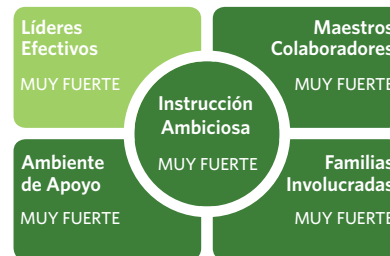 Líderes
Efectivos
MUY FUERTE
Maestros
Colaboradores
MUY FUERTE
Instrucción
Ambiciosa
MUY FUERTE
Ambiente
de Apoyo
MUY FUERTE
Familias
Involucradas
MUY FUERTE